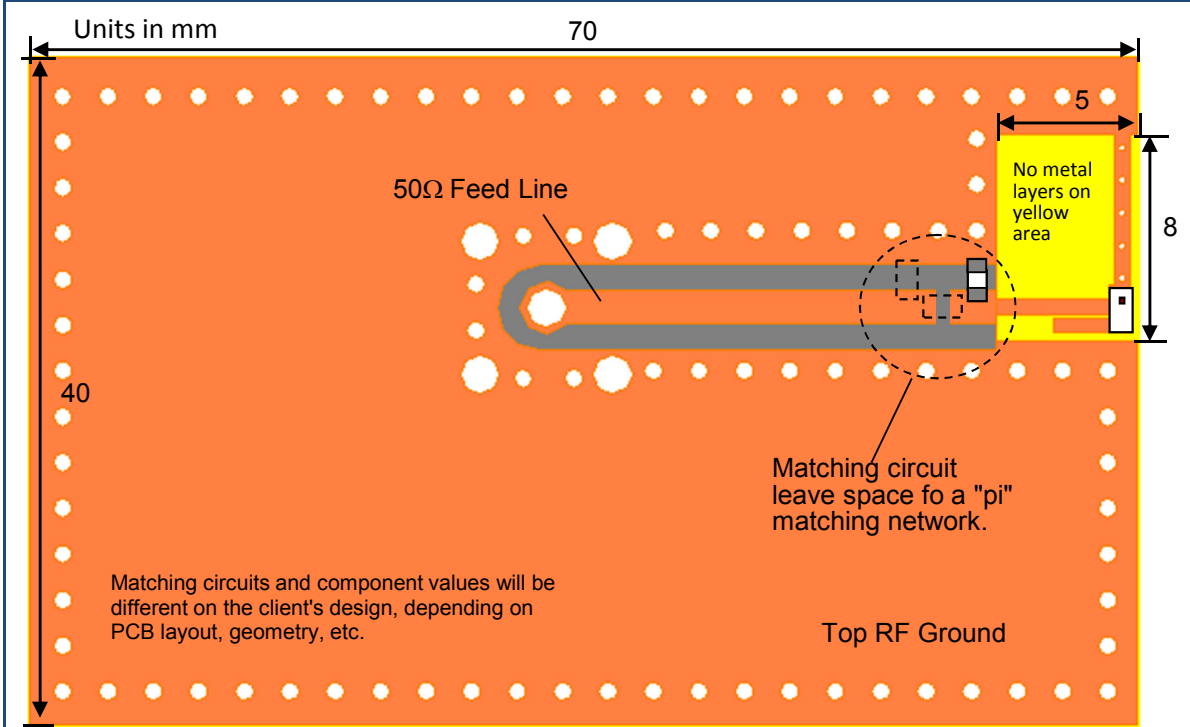 Units in mm
70
5
No metal
layers on
yellow
area
8
50Ω Feed Line
40
Matching circuit
leave space fo a "pi"
matching network.
Matching circuits and component values will be
different on the client's design, depending on
PCB layout, geometry, etc.
Top RF Ground